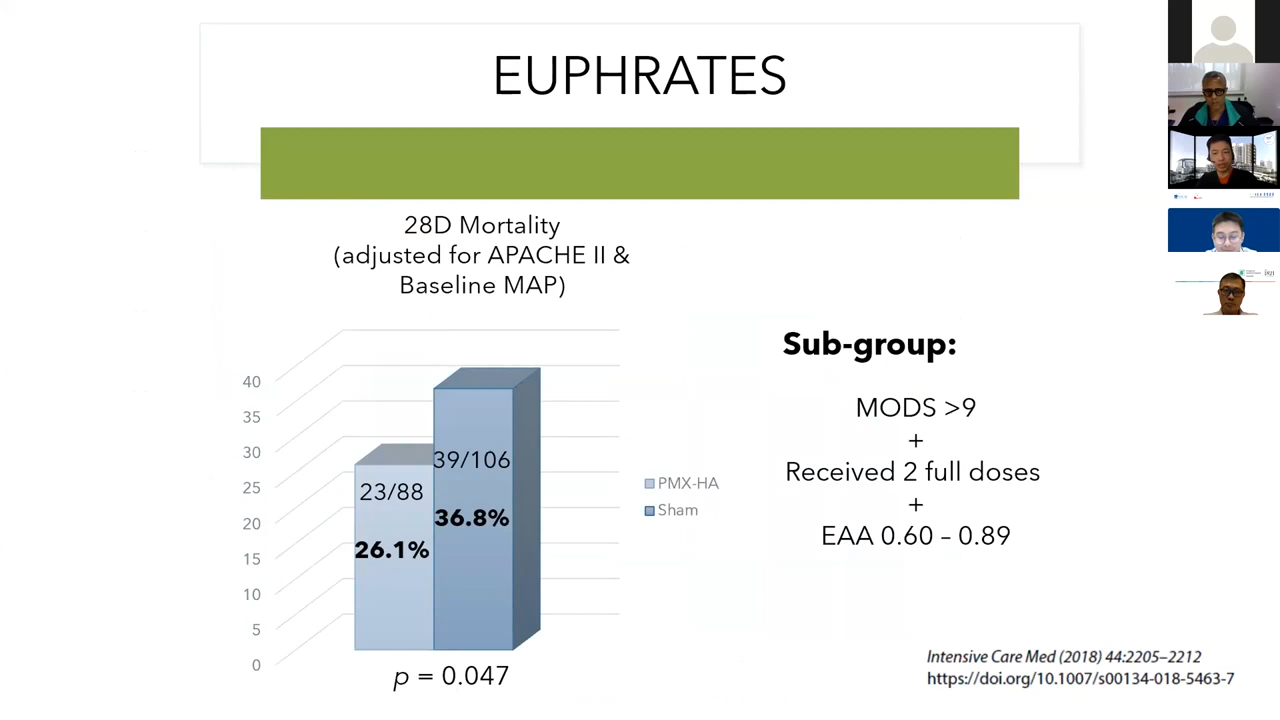 EUPHRATES
28D Mortality
(adjusted for APACHE II &
Baseline MAP)
40
35
30
25
20
15
10
5
0
39/106
23/88
36.8%
26.1%
PMX-HA
Sham
p = 0.047
Sub-group:
MODS >9
+
Received 2 full doses
+
EAA 0.60 – 0.89
Intensive Care Med (2018) 44:2205–2212
https://doi.org/10.1007/s00134-018-5463-7